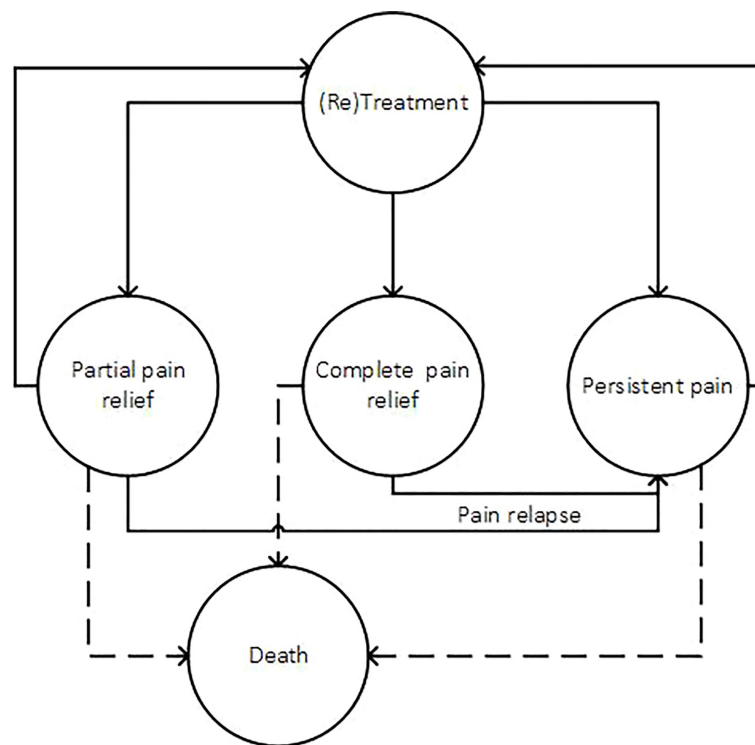 (Re)Treatment
Partial pain
relief
Complete pain
relief
Persistent pain
Pain relapse
Death